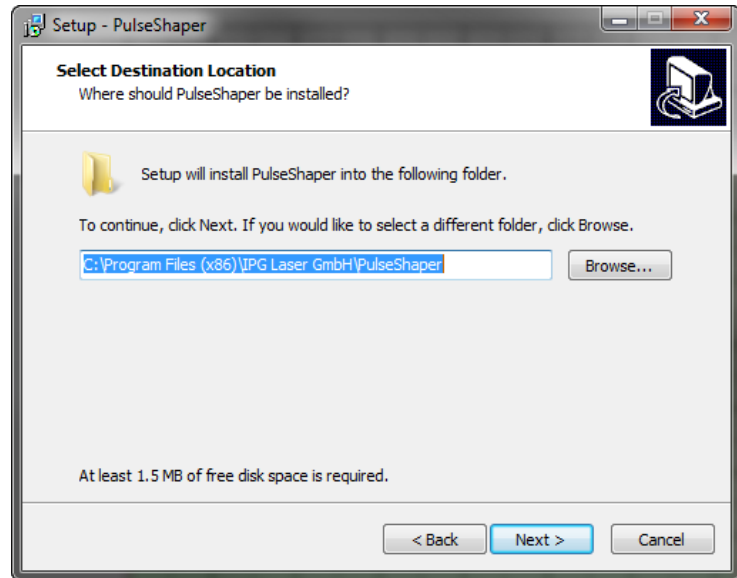 Setup - PulseShaper
Select Destination Location
Where should PulseShaper be installed?
Setup will install PulseShaper into the following folder.
To continue, click Next. If you would like to select a different folder, click Browse.
C:\Program Files (x86)\IPG Laser GmbH\PulseShaper
Browse...
At least 1.5 MB of free disk space is required.
< Back
Next >
Cancel